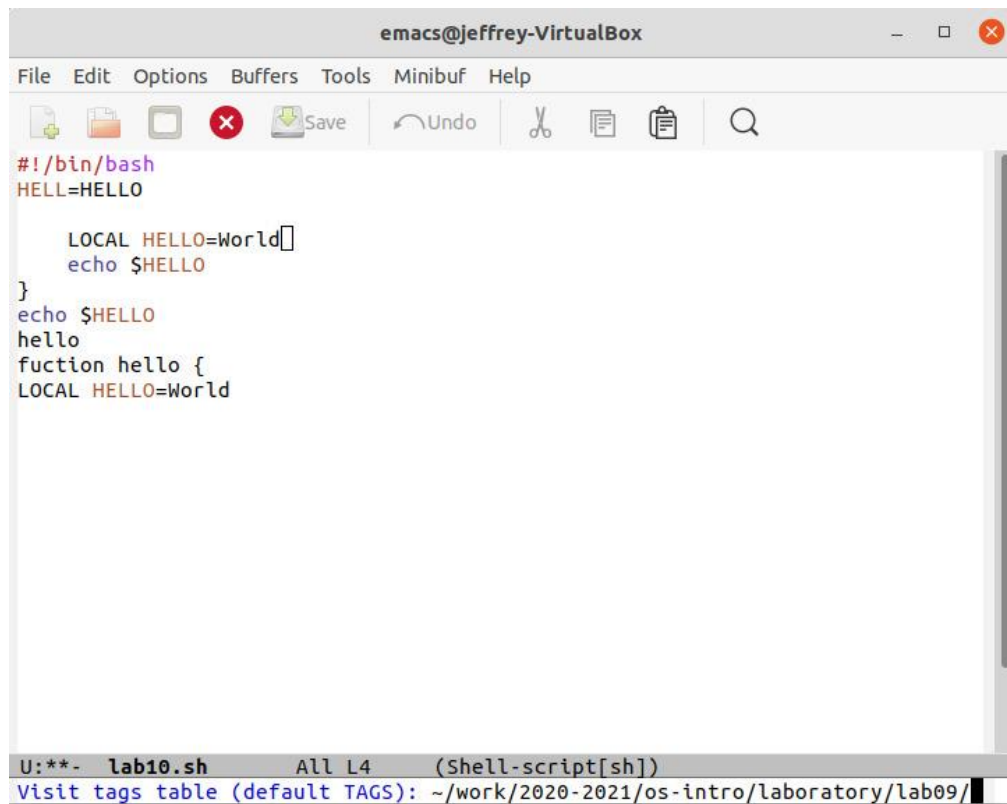 emacs@jeffrey-VirtualBox
File Edit Options Buffers Tools Minibuf Help
Save Undo
#!/bin/bash
HELL=HELLO
LOCAL HELLO=World
echo $HELLO
}
echo $HELLO
hello
fuction hello {
LOCAL HELLO=World
U:**- lab10.sh All L4 (Shell-script[sh])
Visit tags table (default TAGS): ~/work/2020-2021/os-intro/laboratory/lab09/